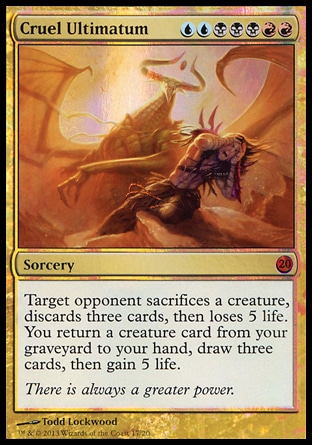 Cruel Ultimatum
Sorcery
20
Target opponent sacrifices a creature,
discards three cards, then loses 5 life.
You return a creature card from your
graveyard to your hand, draw three
cards, then gain 5 life.
There is always a greater power.
Todd Lockwood
™ & © 2013 Wizards of the Coast 17/20